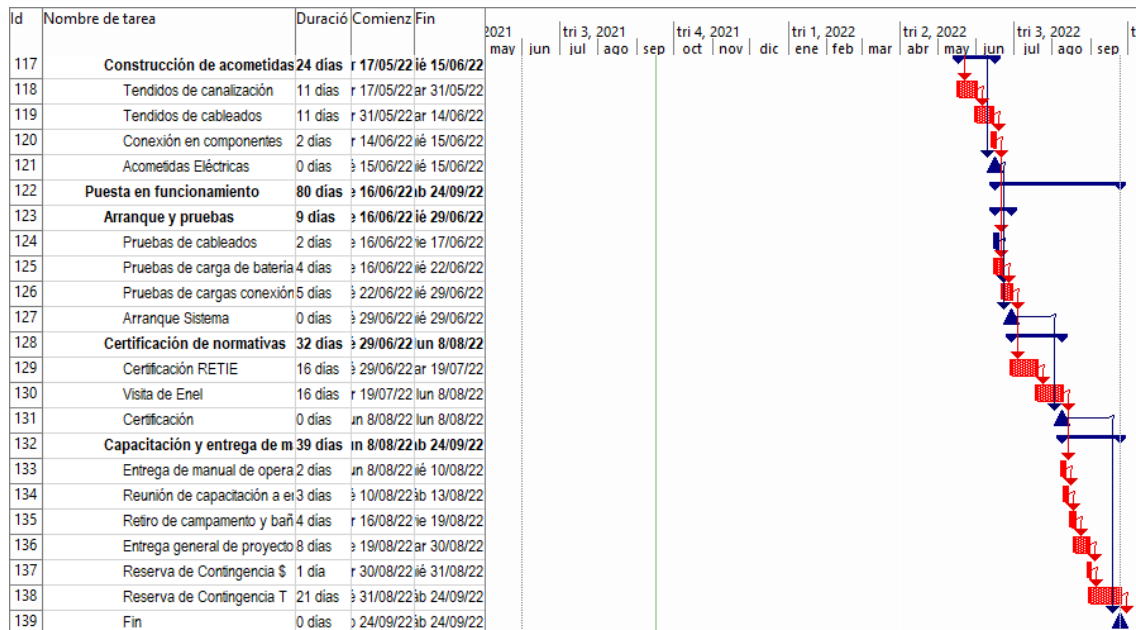 Id Nombre de tarea Duració Comienz Fin
2021 tri 3, 2021 tri 4, 2021 tri 1, 2022 tri 2, 2022 tri 3, 2022 t
may jun jul ago sep oct nov dic ene feb mar abr may jun jul ago sep
117 Construcción de acometidas 24 días r 17/05/22 ié 15/06/22
118 Tendidos de canalización 11 días r 17/05/22 ar 31/05/22
119 Tendidos de cableados 11 días r 31/05/22 ar 14/06/22
120 Conexión en componentes 2 días r 14/06/22 ié 15/06/22
121 Acometidas Eléctricas 0 días é 15/06/22 ié 15/06/22
122 Puesta en funcionamiento 80 días e 16/06/22 áb 24/09/22
123 Arranque y pruebas 9 días e 16/06/22 ié 29/06/22
124 Pruebas de cableados 2 días e 16/06/22 ie 17/06/22
125 Pruebas de carga de bateria 4 días e 16/06/22 ié 22/06/22
126 Pruebas de cargas conexión 5 días é 22/06/22 ié 29/06/22
127 Arranque Sistema 0 días é 29/06/22 ié 29/06/22
128 Certificación de normativas 32 días é 29/06/22 lun 8/08/22
129 Certificación RETIE 16 días é 29/06/22 ar 19/07/22
130 Visita de Enel 16 días r 19/07/22 lun 8/08/22
131 Certificación 0 días un 8/08/22 lun 8/08/22
132 Capacitación y entrega de m 39 días un 8/08/22 áb 24/09/22
133 Entrega de manual de opera 2 días un 8/08/22 ié 10/08/22
134 Reunión de capacitación a e 3 días é 10/08/22 áb 13/08/22
135 Retiro de campamento y bañ 4 días r 16/08/22 ie 19/08/22
136 Entrega general de proyecto 8 días e 19/08/22 ar 30/08/22
137 Reserva de Contingencia $ 1 día r 30/08/22 ié 31/08/22
138 Reserva de Contingencia T 21 días é 31/08/22 áb 24/09/22
139 Fin 0 días 24/09/22 áb 24/09/22